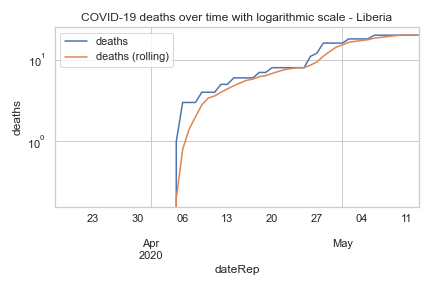 COVID-19 deaths over time with logarithmic scale - Liberia
deaths
deaths (rolling)
10¹
10⁰
deaths
23 30 06 13 20 27 04 11
Apr May
2020
dateRep